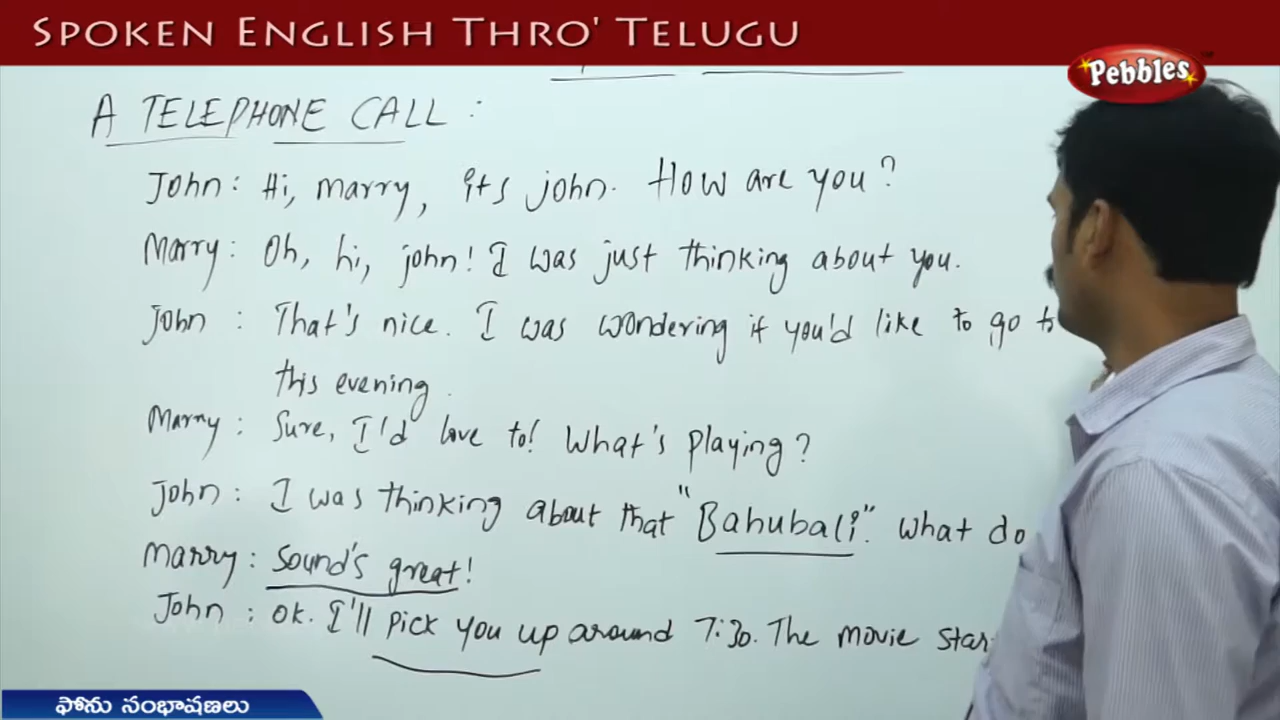 SPOKEN ENGLISH THRO' TELUGU
Pebbles
A TELEPHONE CALL :
John : Hi, marry, it's john. How are you?
Marry : Oh, hi, john! I was just thinking about you.
John : That's nice. I was wondering if you'd like to go to
this evening.
Marry : Sure, I'd love to! What's playing?
John : I was thinking about that "Bahubali". What do
Marry : Sound's great!
John : Ok. I'll pick you up around 7:30. The movie star
ఫోను సంభాషణలు